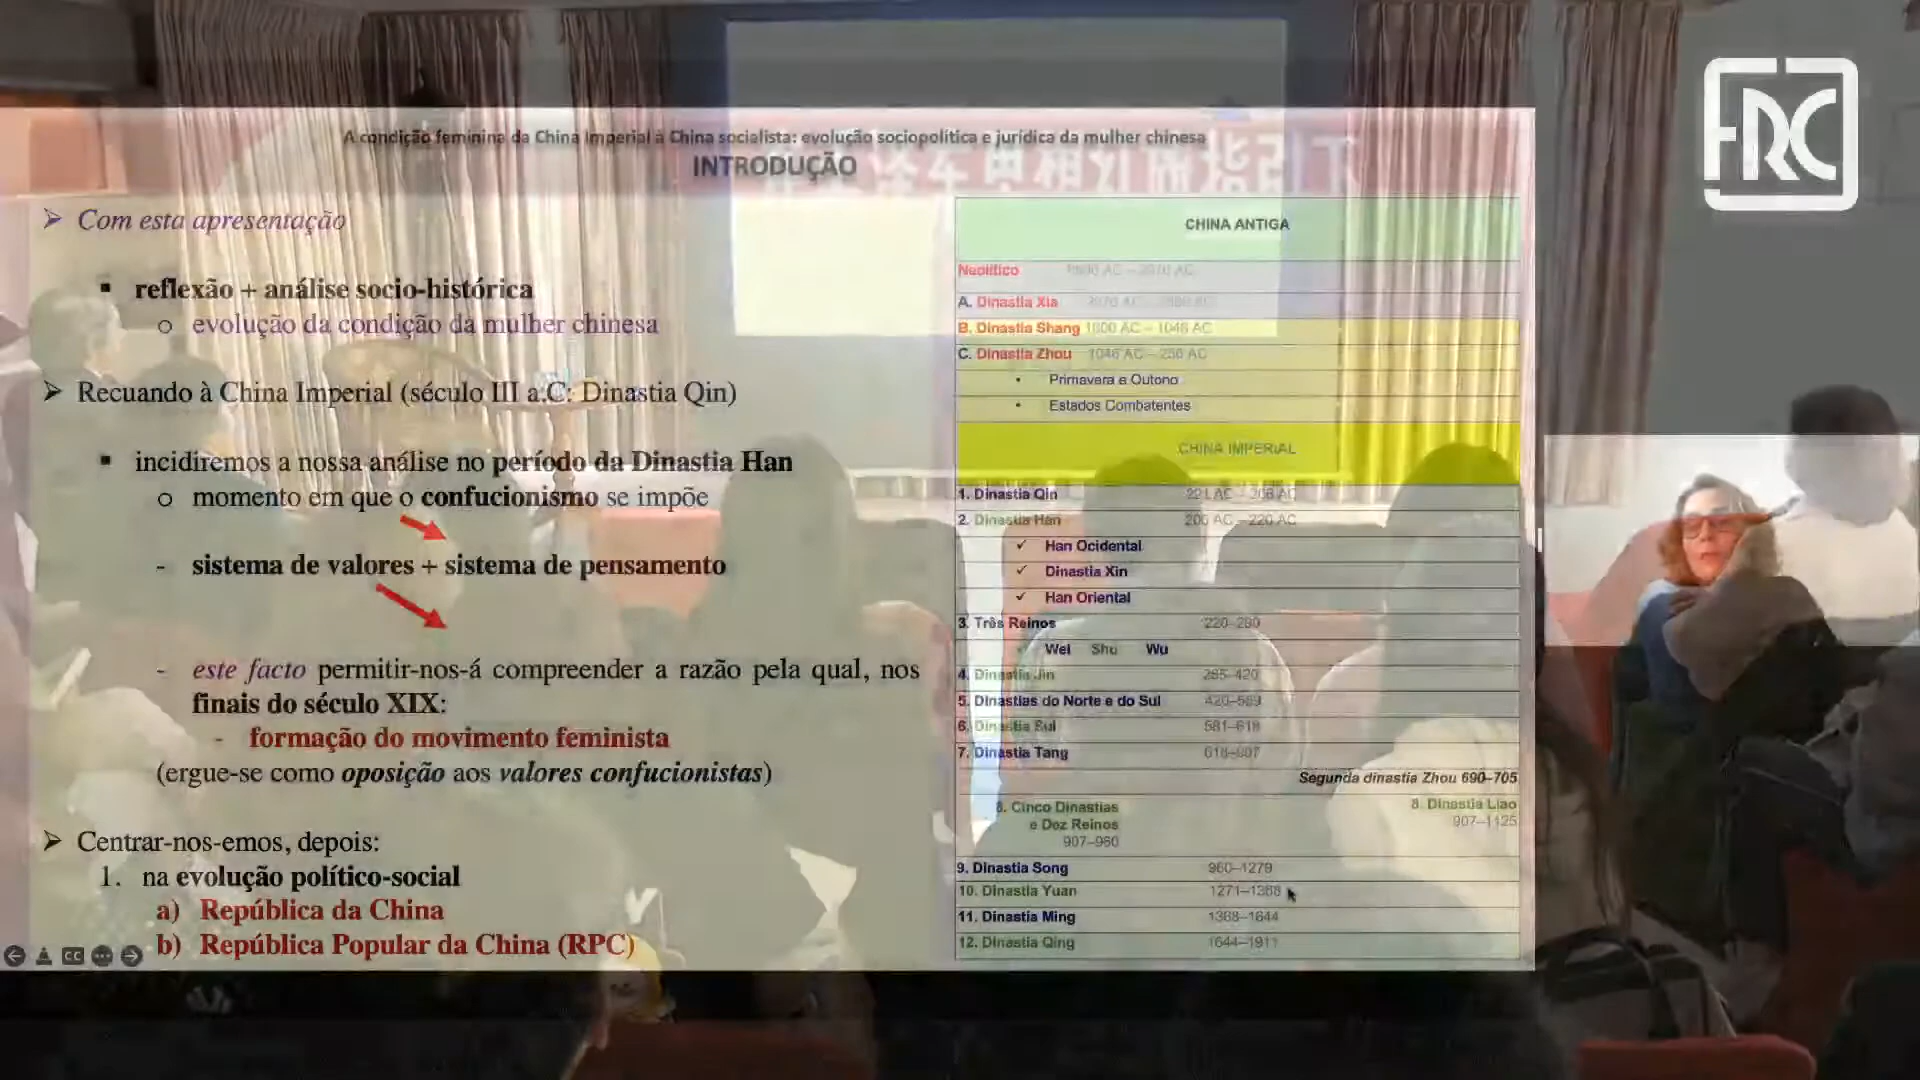 FRC
A condição feminina da China Imperial à China socialista: evolução sociopolítica e jurídica da mulher chinesa
INTRODUÇÃO
Com esta apresentação
reflexão + análise socio-histórica
evolução da condição da mulher chinesa
Recuando à China Imperial (século III a.C: Dinastia Qin)
incidiremos a nossa análise no período da Dinastia Han
momento em que o confucionismo se impõe
- sistema de valores + sistema de pensamento
- este facto permitir-nos-á compreender a razão pela qual, nos
finais do século XIX:
- formação do movimento feminista
(ergue-se como oposição aos valores confucionistas)
Centrar-nos-emos, depois:
1. na evolução político-social
a) República da China
b) República Popular da China (RPC)
CC
CHINA ANTIGA
Neolítico
A. Dinastia Xia
B. Dinastia Shang 1600 AC – 1046 AC
C. Dinastia Zhou 1046 AC – 256 AC
Primavera e Outono
Estados Combatentes
CHINA IMPERIAL
1. Dinastia Qin 221 AC – 206 AC
2. Dinastia Han 206 AC – 220 AC
Han Ocidental
Dinastia Xin
Han Oriental
3. Três Reinos 220–280
Wei Shu Wu
4. Dinastia Jin 265–420
5. Dinastias do Norte e do Sul 420–589
6. Dinastia Sui 581–618
7. Dinastia Tang 618–907
Segunda dinastia Zhou 690–705
8. Cinco Dinastias
e Dez Reinos
907–960
8. Dinastia Liao
907–1125
9. Dinastia Song 960–1279
10. Dinastia Yuan 1271–1368
11. Dinastia Ming 1368–1644
12. Dinastia Qing 1644–1911